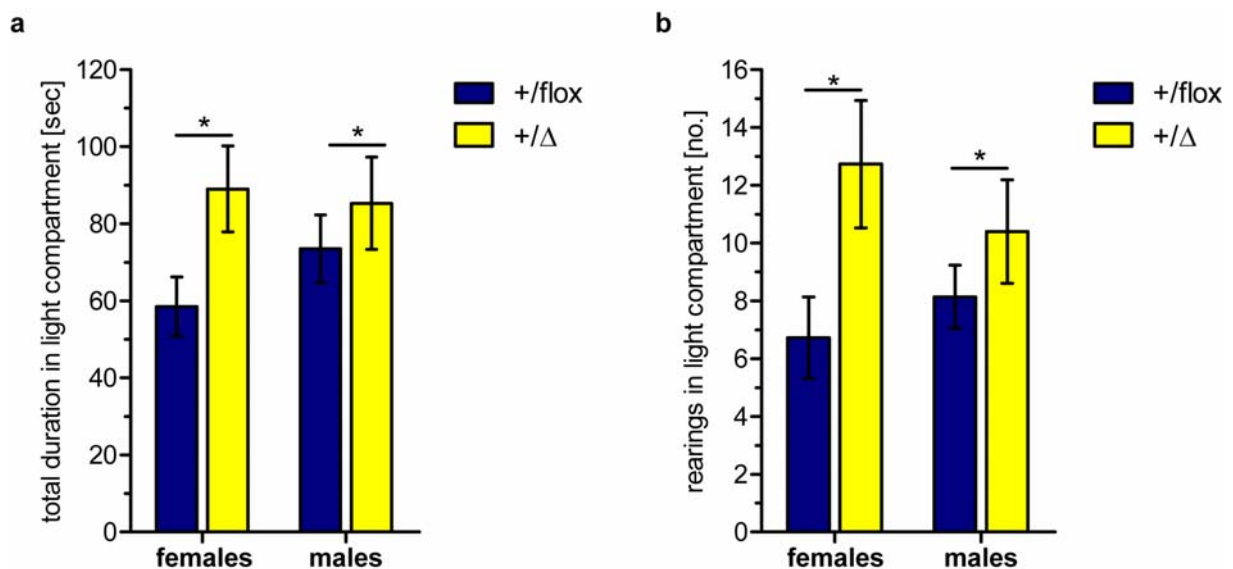 a
total duration in light compartment [sec]
120
100
80
60
40
20
0
*
*
females
males
+/flox
+/Δ
b
rearings in light compartment [no.]
16
14
12
10
8
6
4
2
0
*
*
females
males
+/flox
+/Δ